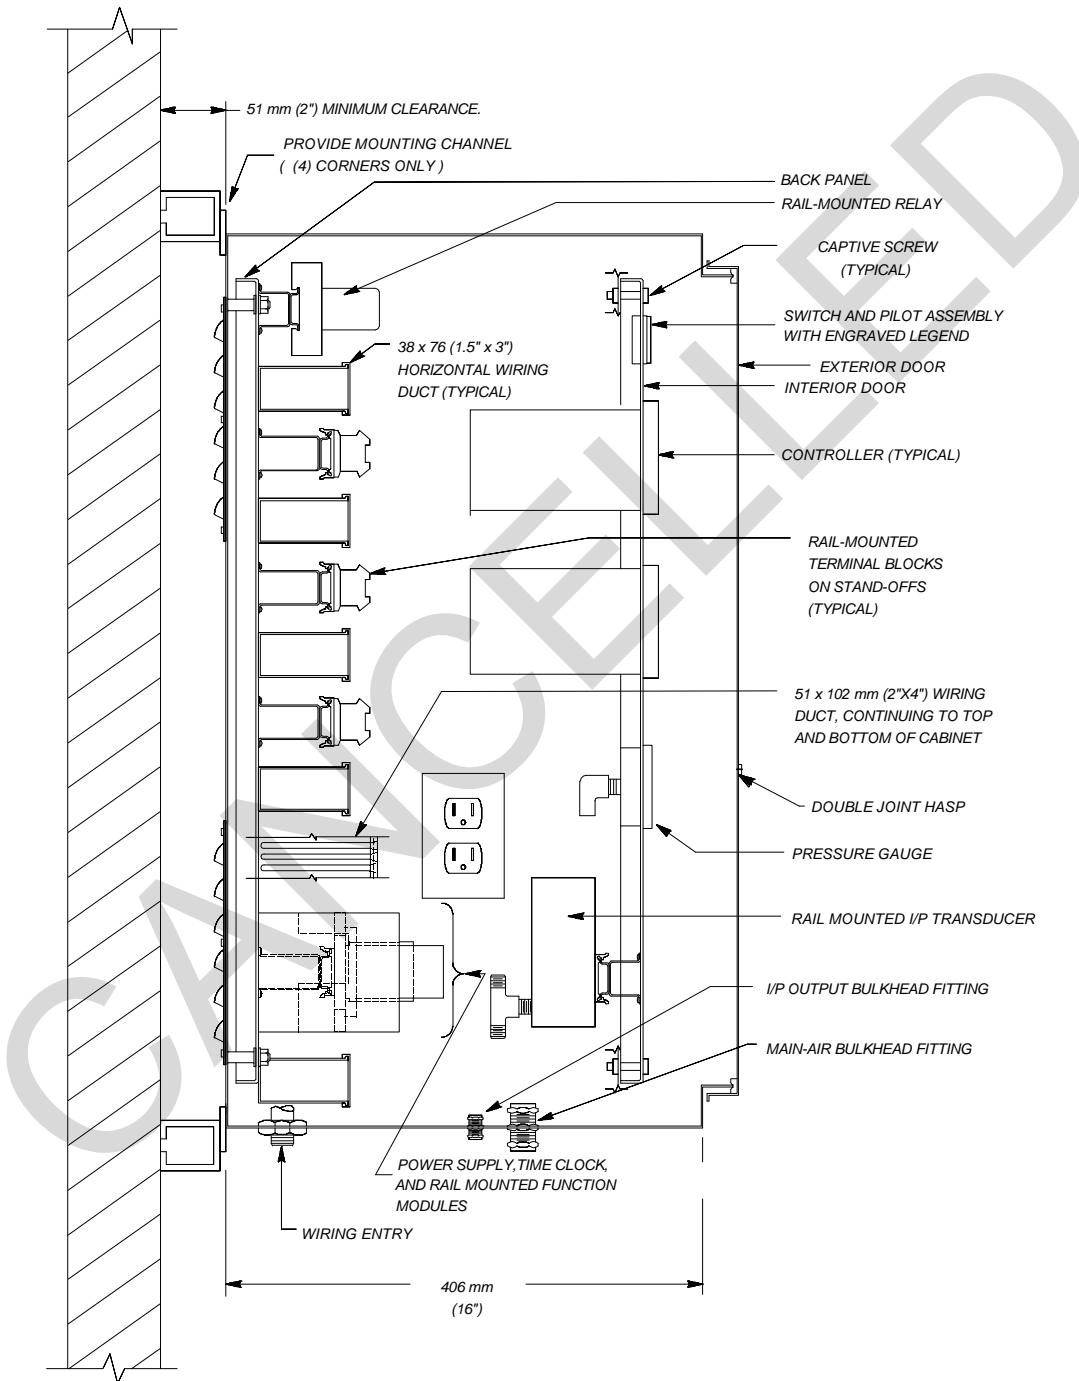 51 mm (2") MINIMUM CLEARANCE.
PROVIDE MOUNTING CHANNEL
( (4) CORNERS ONLY )
BACK PANEL
RAIL-MOUNTED RELAY
CAPTIVE SCREW
(TYPICAL)
SWITCH AND PILOT ASSEMBLY
WITH ENGRAVED LEGEND
38 x 76 (1.5" x 3")
HORIZONTAL WIRING
DUCT (TYPICAL)
EXTERIOR DOOR
INTERIOR DOOR
CONTROLLER (TYPICAL)
RAIL-MOUNTED
TERMINAL BLOCKS
ON STAND-OFFS
(TYPICAL)
51 x 102 mm (2"X4") WIRING
DUCT, CONTINUING TO TOP
AND BOTTOM OF CABINET
DOUBLE JOINT HASP
PRESSURE GAUGE
RAIL MOUNTED I/P TRANSDUCER
I/P OUTPUT BULKHEAD FITTING
MAIN-AIR BULKHEAD FITTING
POWER SUPPLY,TIME CLOCK,
AND RAIL MOUNTED FUNCTION
MODULES
WIRING ENTRY
406 mm
(16")
CANCELLED